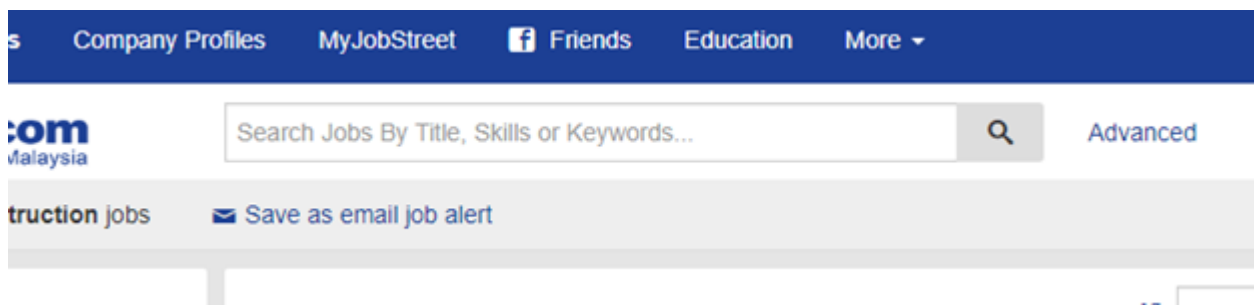 s Company Profiles MyJobStreet Friends Education More
com
Malaysia
Search Jobs By Title, Skills or Keywords...
Advanced
truction jobs Save as email job alert